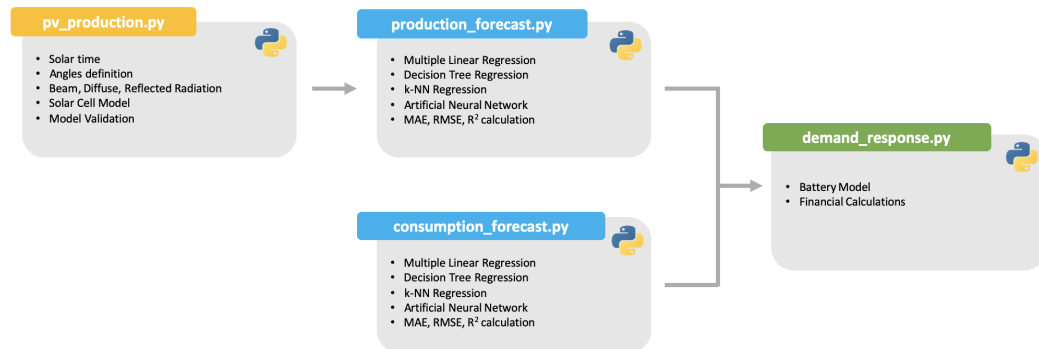 pv_production.py
• Solar time
• Angles definition
• Beam, Diffuse, Reflected Radiation
• Solar Cell Model
• Model Validation
production_forecast.py
• Multiple Linear Regression
• Decision Tree Regression
• k-NN Regression
• Artificial Neural Network
• MAE, RMSE, R² calculation
consumption_forecast.py
• Multiple Linear Regression
• Decision Tree Regression
• k-NN Regression
• Artificial Neural Network
• MAE, RMSE, R² calculation
demand_response.py
• Battery Model
• Financial Calculations